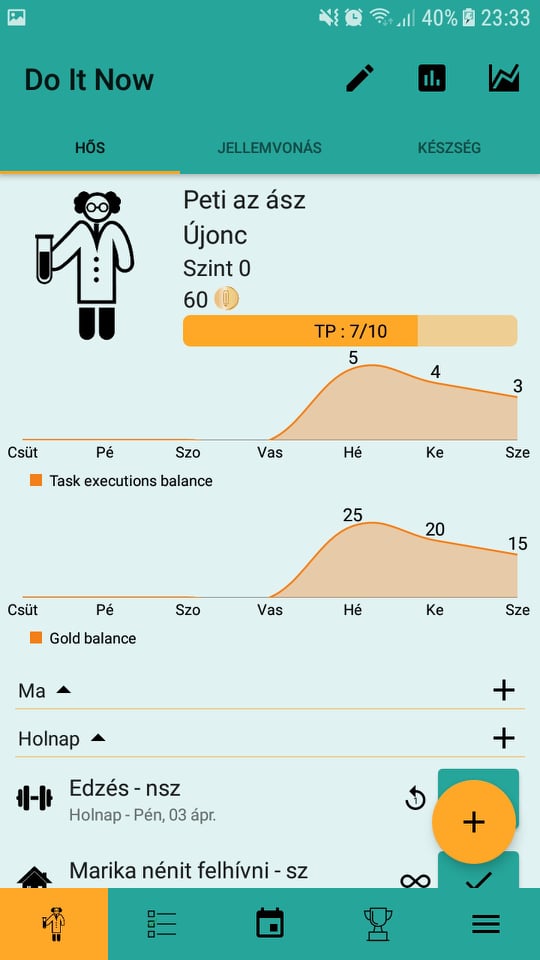 40% 23:33
Do It Now
HŐS JELLEMVONÁS KÉSZSÉG
Peti az ász
Újonc
Szint 0
60
TP : 7/10
5 4 3
Csüt Pé Szo Vas Hé Ke Sze
Task executions balance
25 20 15
Csüt Pé Szo Vas Hé Ke Sze
Gold balance
Ma
Holnap
Edzés - nsz
1
Holnap - Pén, 03 ápr.
Marika nénit felhívni - sz